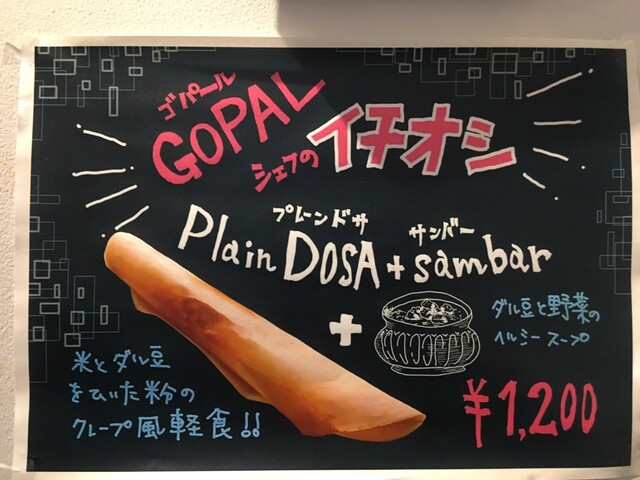 ゴパール
GOPAL
シェフの イチオシ
プレーンドサ サンバー
Plain DOSA + sambar
+
ダル豆と野菜の
ヘルシースープ
米とダル豆
をひいた粉の
クレープ風軽食!!
¥1,200